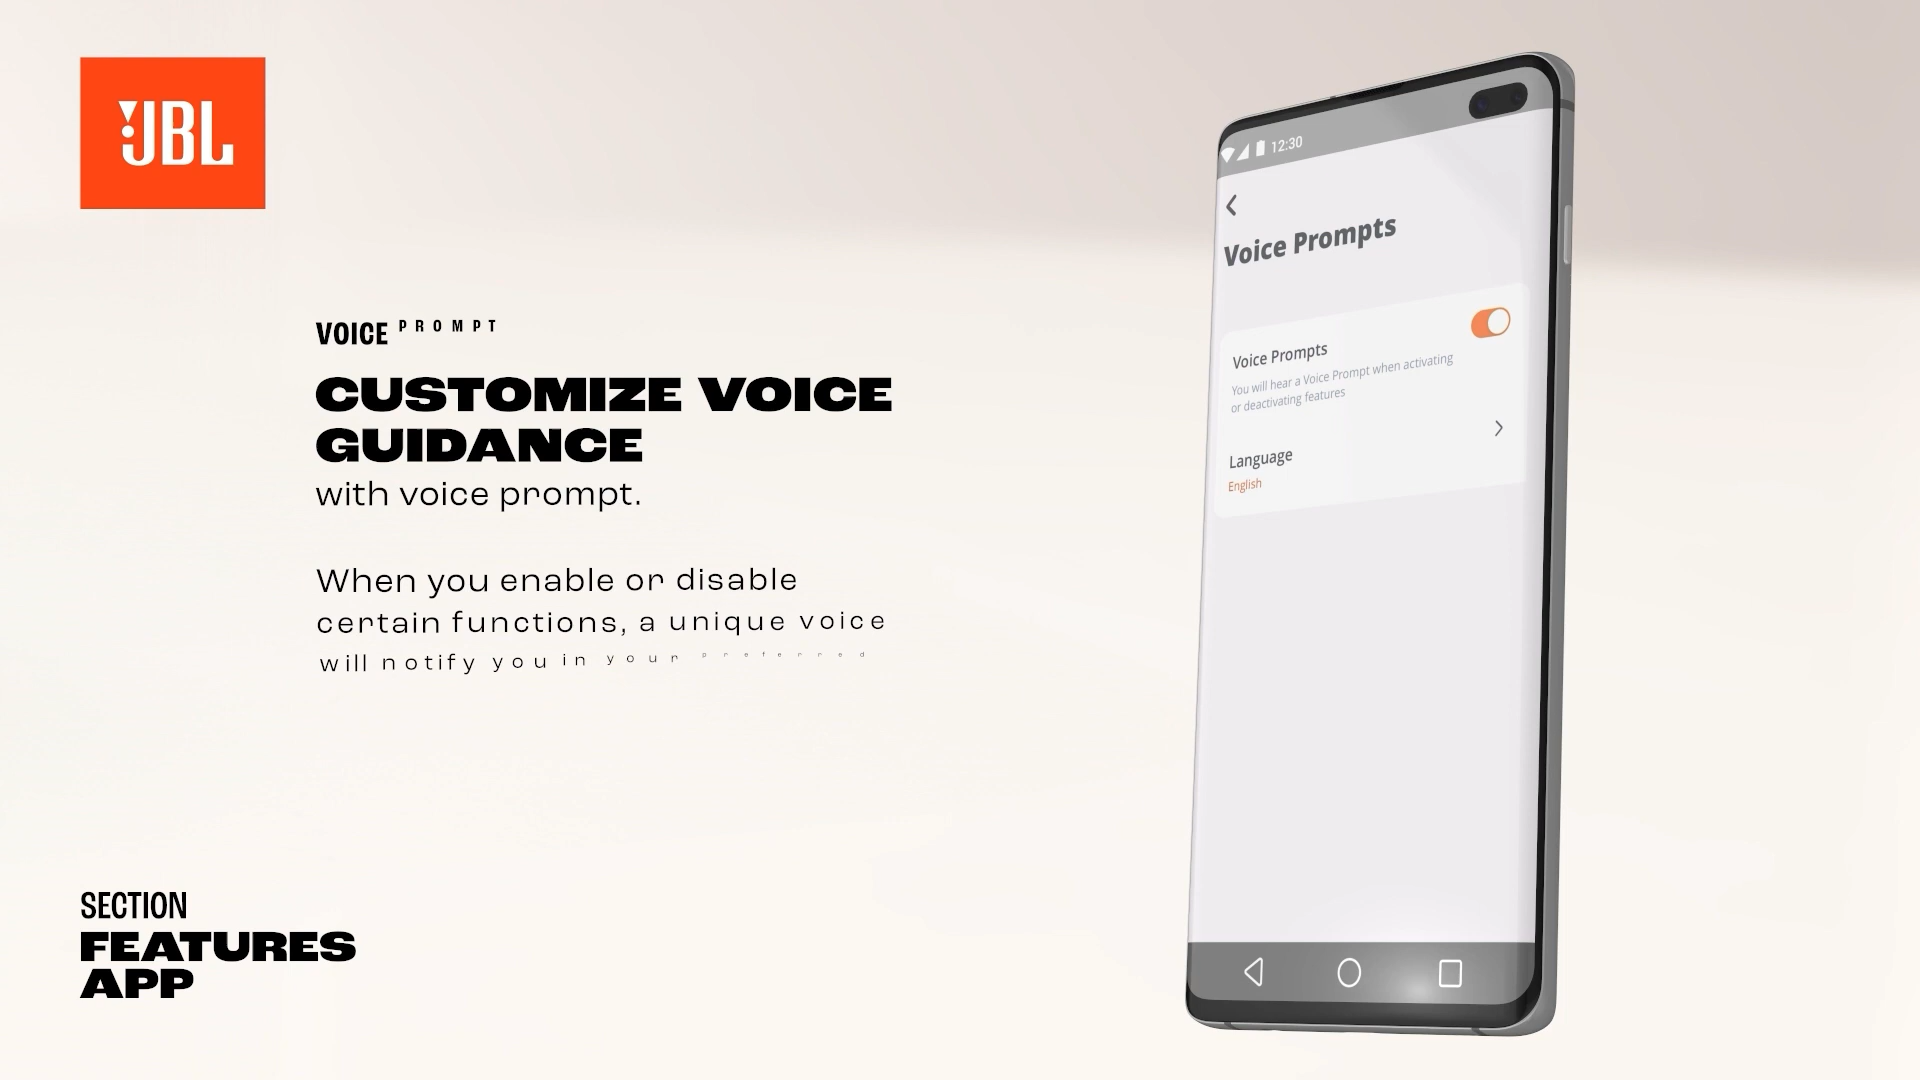 JBL
VOICE PROMPT
CUSTOMIZE VOICE
GUIDANCE
with voice prompt.
When you enable or disable
certain functions, a unique voice
will notify you in your preferred
SECTION
FEATURES
APP
12:30
Voice Prompts
Voice Prompts
You will hear a Voice Prompt when activating
or deactivating features
Language
English